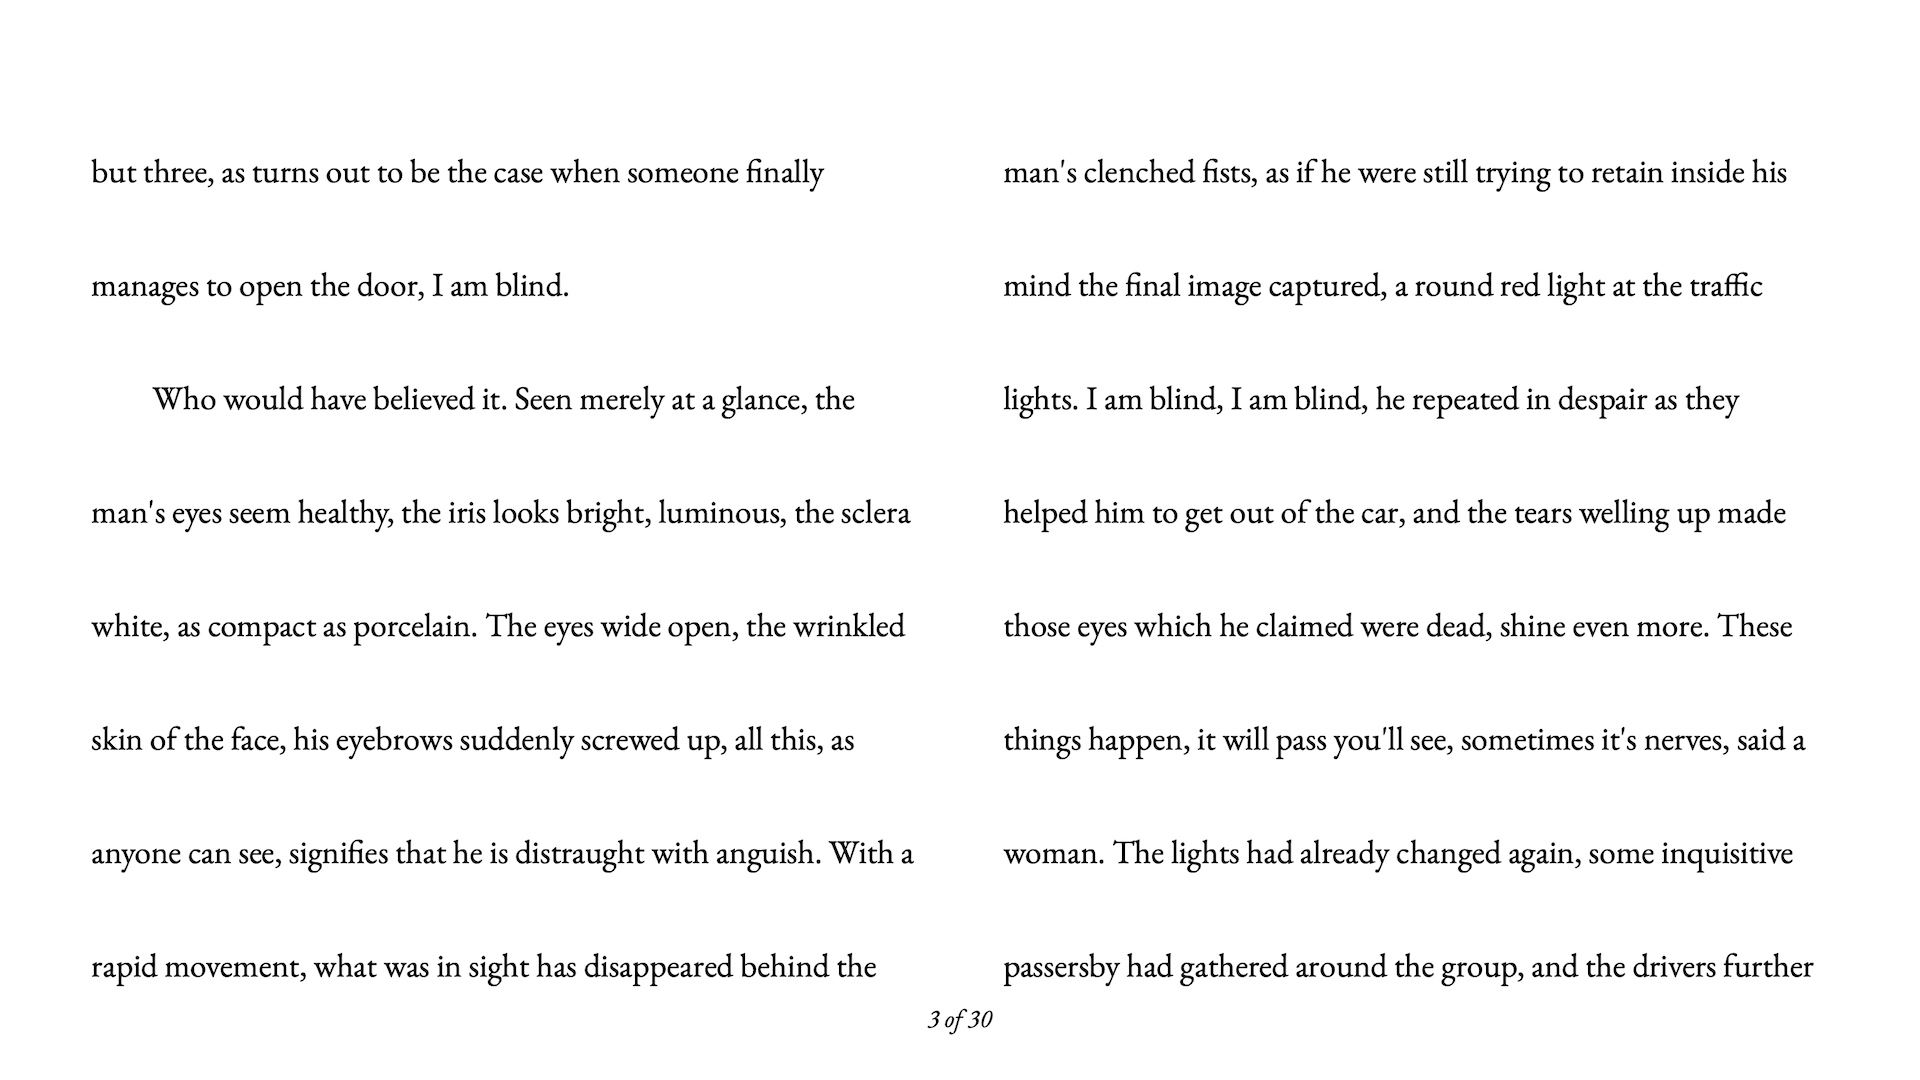 but three, as turns out to be the case when someone finally
manages to open the door, I am blind.
Who would have believed it. Seen merely at a glance, the
man's eyes seem healthy, the iris looks bright, luminous, the sclera
white, as compact as porcelain. The eyes wide open, the wrinkled
skin of the face, his eyebrows suddenly screwed up, all this, as
anyone can see, signifies that he is distraught with anguish. With a
rapid movement, what was in sight has disappeared behind the
man's clenched fists, as if he were still trying to retain inside his
mind the final image captured, a round red light at the traffic
lights. I am blind, I am blind, he repeated in despair as they
helped him to get out of the car, and the tears welling up made
those eyes which he claimed were dead, shine even more. These
things happen, it will pass you'll see, sometimes it's nerves, said a
woman. The lights had already changed again, some inquisitive
passersby had gathered around the group, and the drivers further
3 of 30